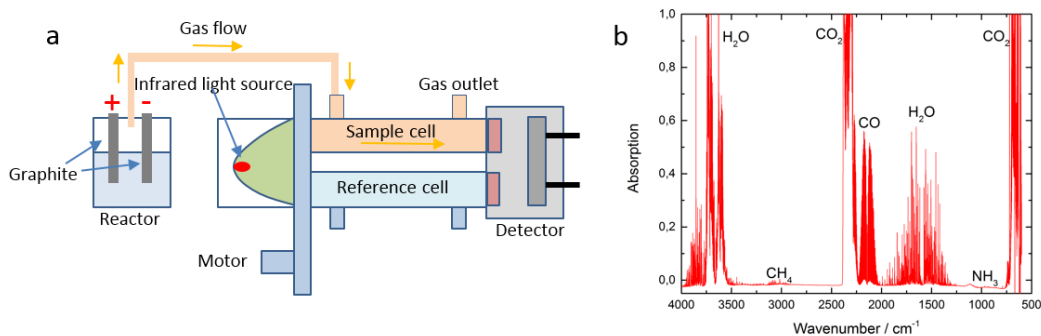 a
Gas flow
Infrared light source
Gas outlet
+ -
Sample cell
Graphite
Reference cell
Reactor
Detector
Motor
b
1,0
0,8
0,6
0,4
0,2
0,0
Absorption
H₂O
CO₂
CO₂
CO
H₂O
CH₄
NH₃
4000 3500 3000 2500 2000 1500 1000 500
Wavenumber / cm⁻¹